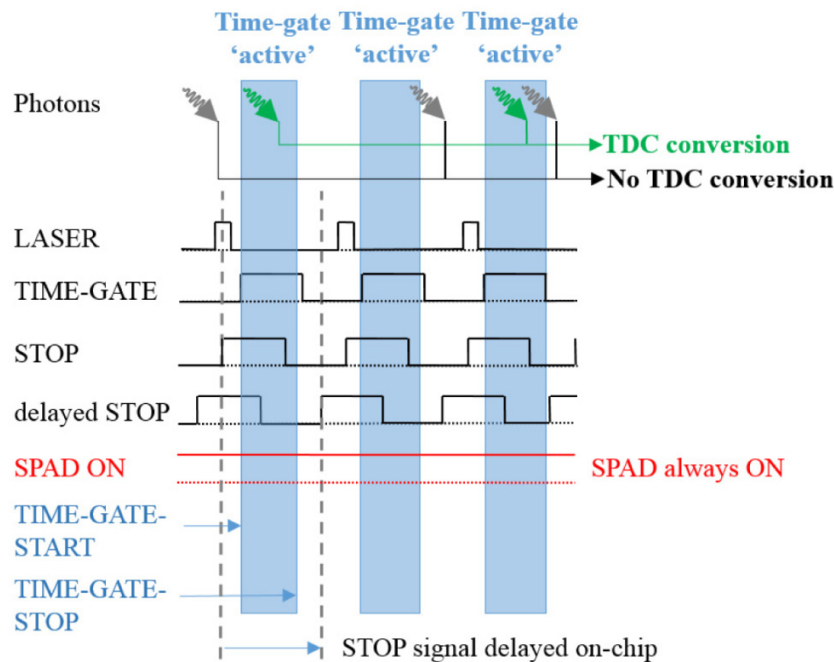 Time-gate Time-gate Time-gate
‘active’ ‘active’ ‘active’
Photons
TDC conversion
No TDC conversion
LASER
TIME-GATE
STOP
delayed STOP
SPAD ON SPAD always ON
TIME-GATE-
START
TIME-GATE-
STOP
STOP signal delayed on-chip